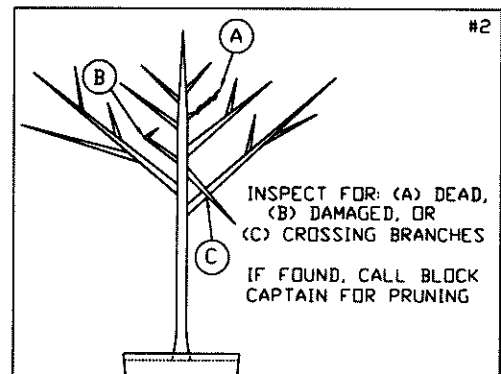 #2
A
B
INSPECT FOR: (A) DEAD,
(B) DAMAGED, OR
(C) CROSSING BRANCHES
C
IF FOUND, CALL BLOCK
CAPTAIN FOR PRUNING